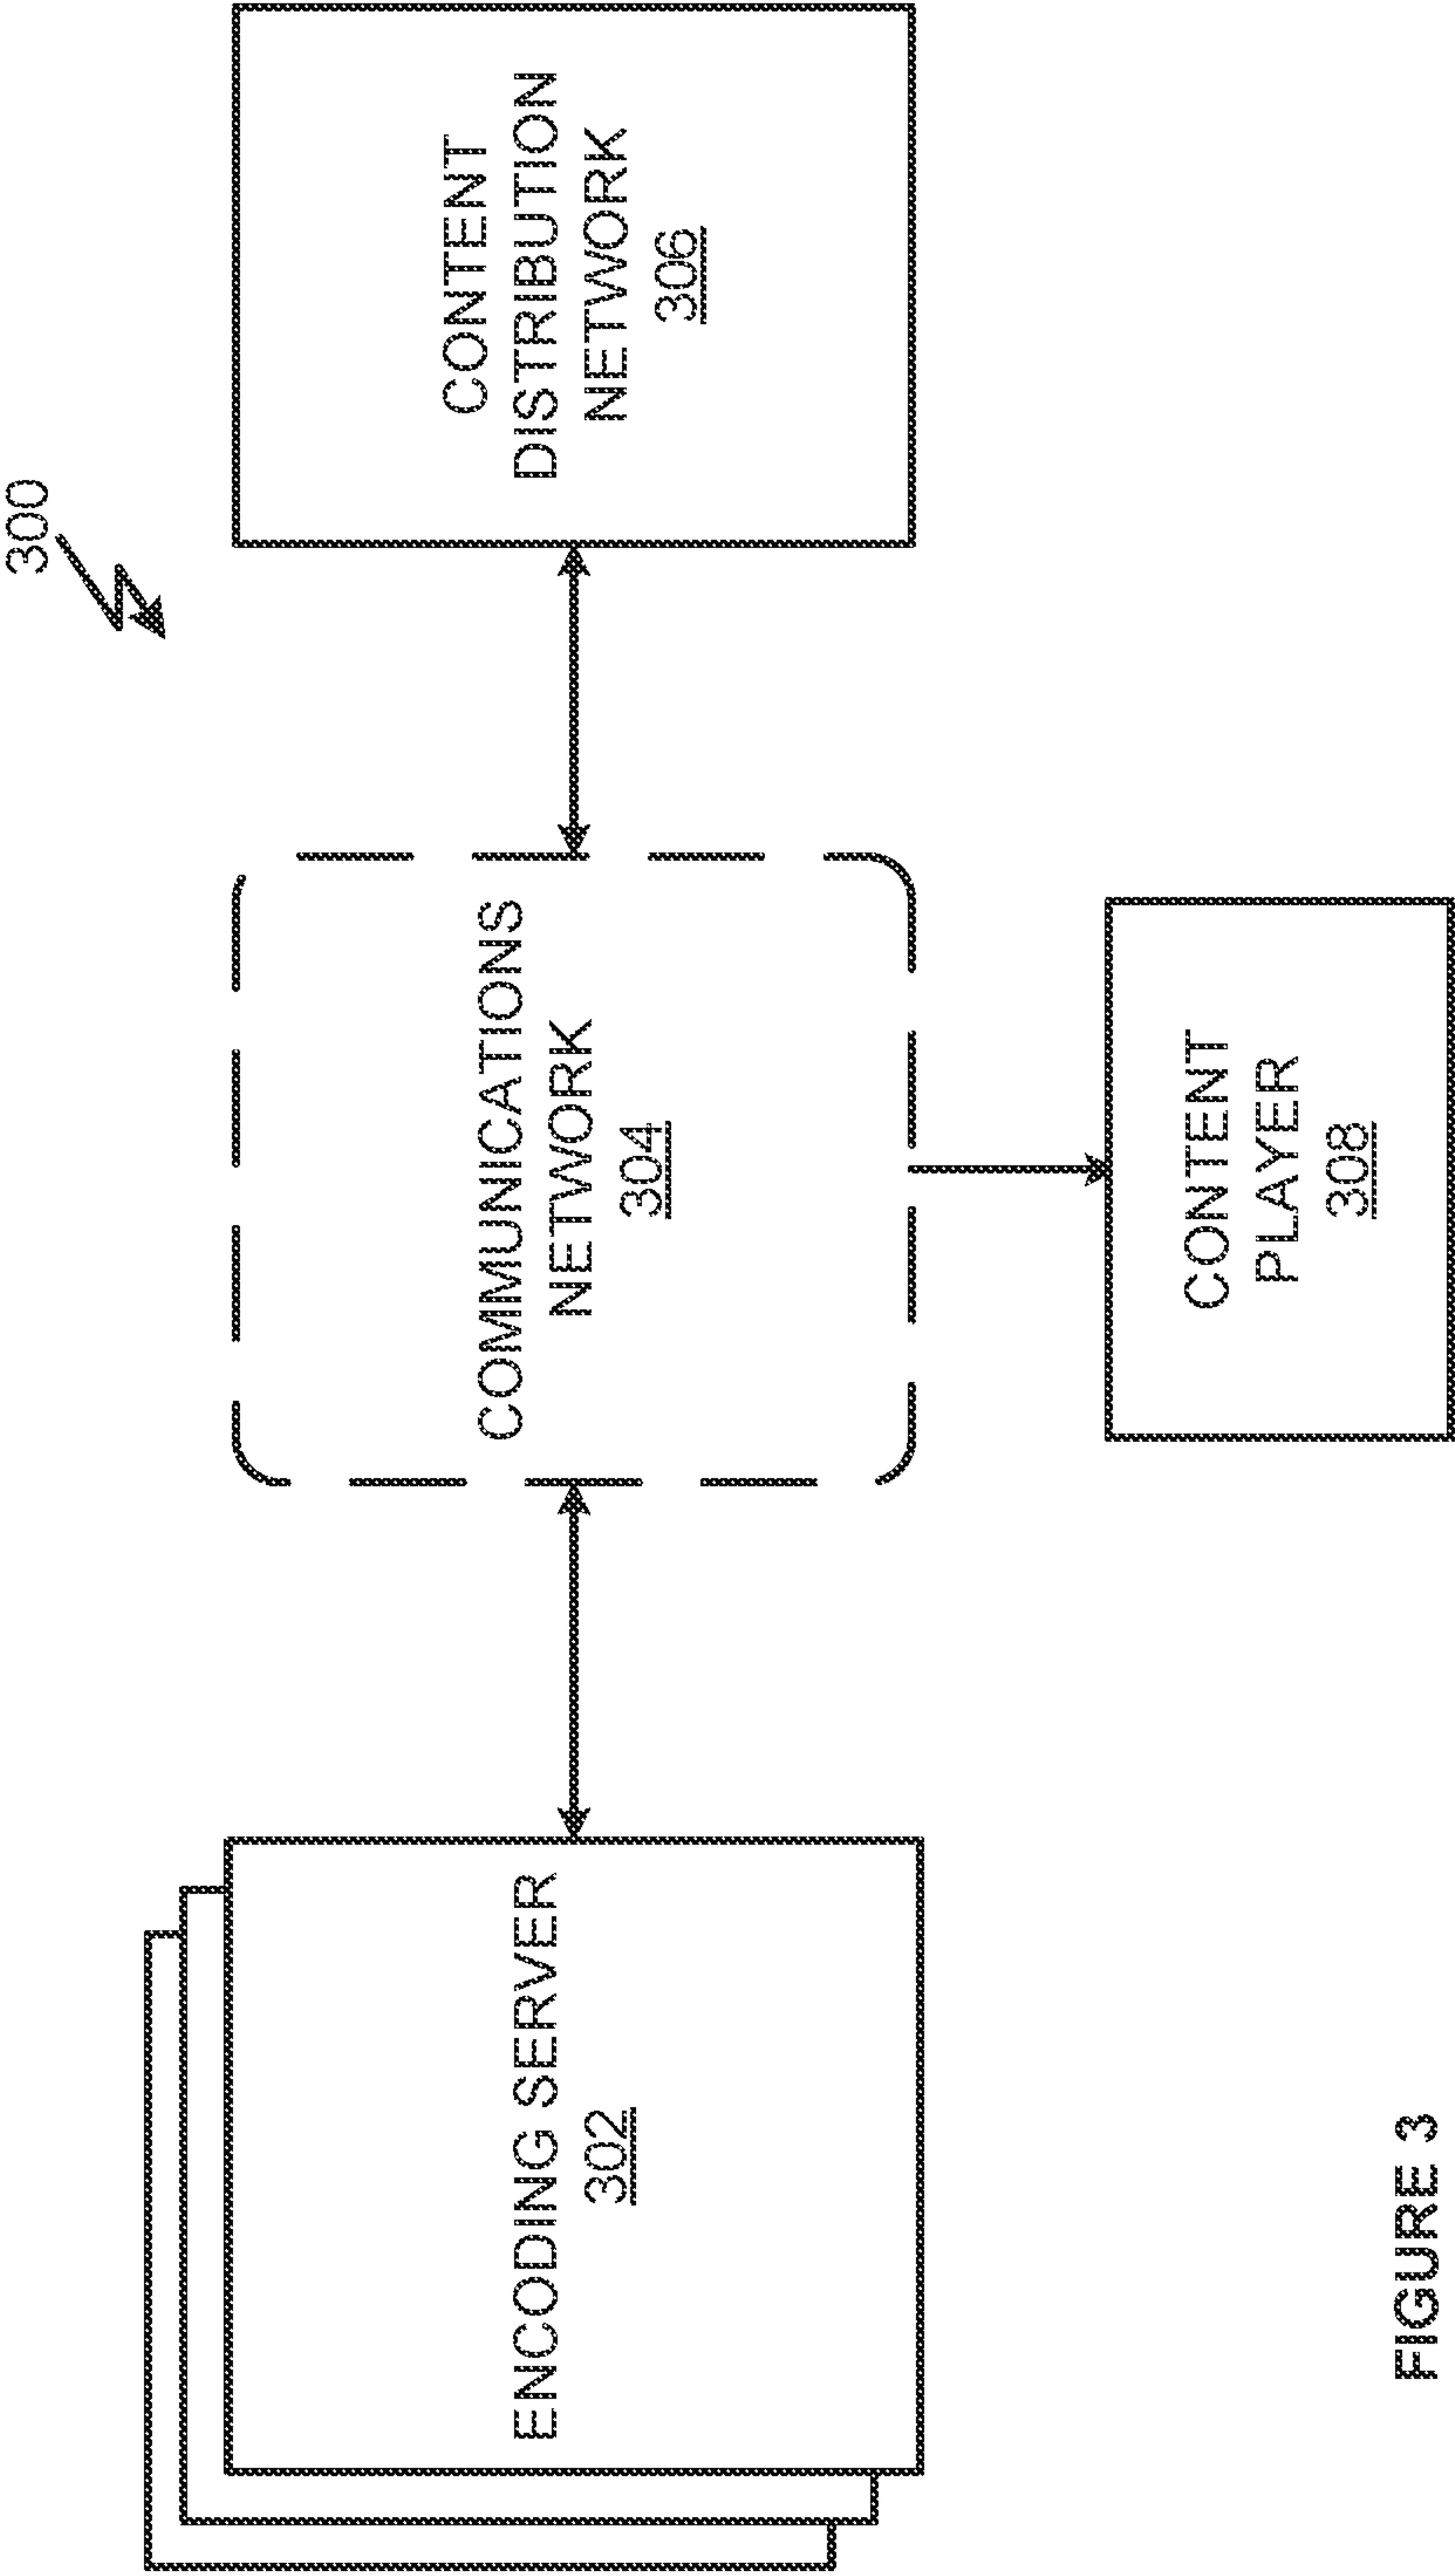 300
ENCODING SERVER
302
COMMUNICATIONS
NETWORK
304
CONTENT
DISTRIBUTION
NETWORK
306
CONTENT
PLAYER
308
FIGURE 3